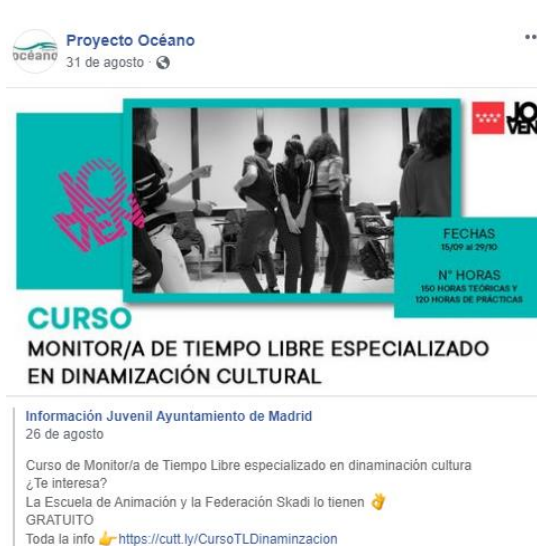 Proyecto Océano
océano
31 de agosto ·
JO
VEN
JO
VEN
FECHAS
15/09 al 29/10
Nº HORAS
150 HORAS TEÓRICAS Y
120 HORAS DE PRÁCTICAS
CURSO
MONITOR/A DE TIEMPO LIBRE ESPECIALIZADO
EN DINAMIZACIÓN CULTURAL
Información Juvenil Ayuntamiento de Madrid
26 de agosto
Curso de Monitor/a de Tiempo Libre especializado en dinaminación cultura
¿Te interesa?
La Escuela de Animación y la Federación Skadi lo tienen 👌
GRATUITO
Toda la info 👉https://cutt.ly/CursoTLDinaminzacion